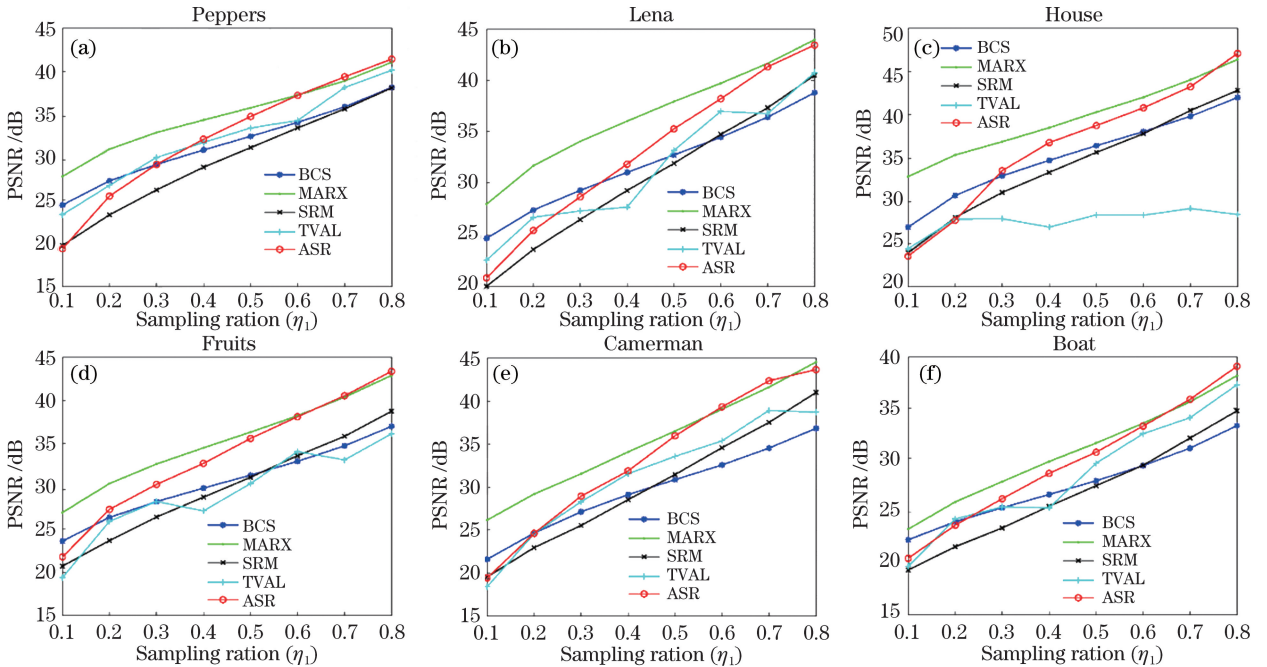 Peppers
(a)
PSNR /dB
45
40
35
30
25
20
15
BCS
MARX
SRM
TVAL
ASR
0.1 0.2 0.3 0.4 0.5 0.6 0.7 0.8
Sampling ration (η1)
Lena
(b)
PSNR /dB
45
40
35
30
25
20
BCS
MARX
SRM
TVAL
ASR
0.1 0.2 0.3 0.4 0.5 0.6 0.7 0.8
Sampling ration (η1)
House
(c)
PSNR /dB
50
45
40
35
30
25
20
BCS
MARX
SRM
TVAL
ASR
0.1 0.2 0.3 0.4 0.5 0.6 0.7 0.8
Sampling ration (η1)
Fruits
(d)
PSNR /dB
45
40
35
30
25
20
15
BCS
MARX
SRM
TVAL
ASR
0.1 0.2 0.3 0.4 0.5 0.6 0.7 0.8
Sampling ration (η1)
Camerman
(e)
PSNR /dB
45
40
35
30
25
20
15
BCS
MARX
SRM
TVAL
ASR
0.1 0.2 0.3 0.4 0.5 0.6 0.7 0.8
Sampling ration (η1)
Boat
(f)
PSNR /dB
40
35
30
25
20
15
BCS
MARX
SRM
TVAL
ASR
0.1 0.2 0.3 0.4 0.5 0.6 0.7 0.8
Sampling ration (η1)